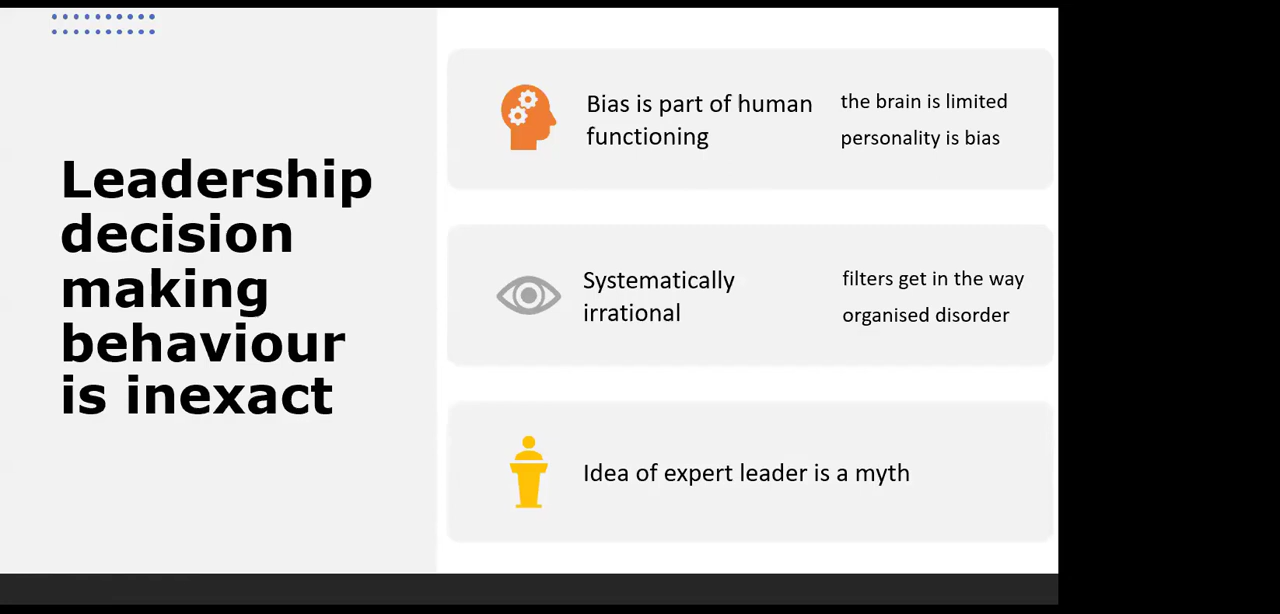 Leadership
decision
making
behaviour
is inexact
Bias is part of human
functioning
the brain is limited
personality is bias
Systematically
irrational
filters get in the way
organised disorder
Idea of expert leader is a myth